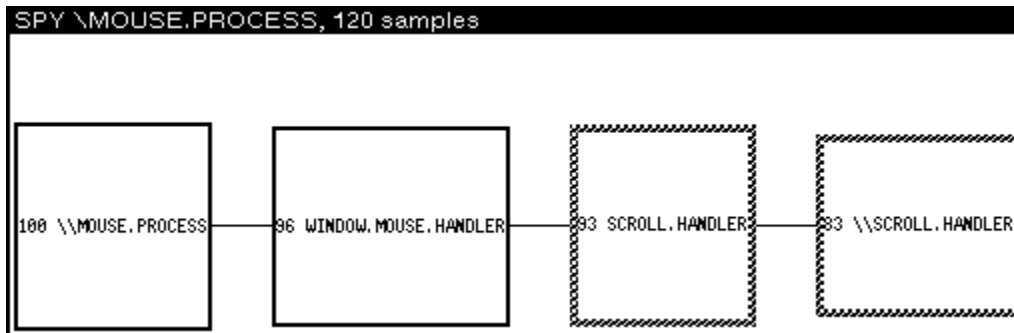 SPY \MOUSE.PROCESS, 120 samples
100 \\MOUSE.PROCESS
96 WINDOW.MOUSE.HANDLER
93 SCROLL.HANDLER
83 \\SCROLL.HANDLER